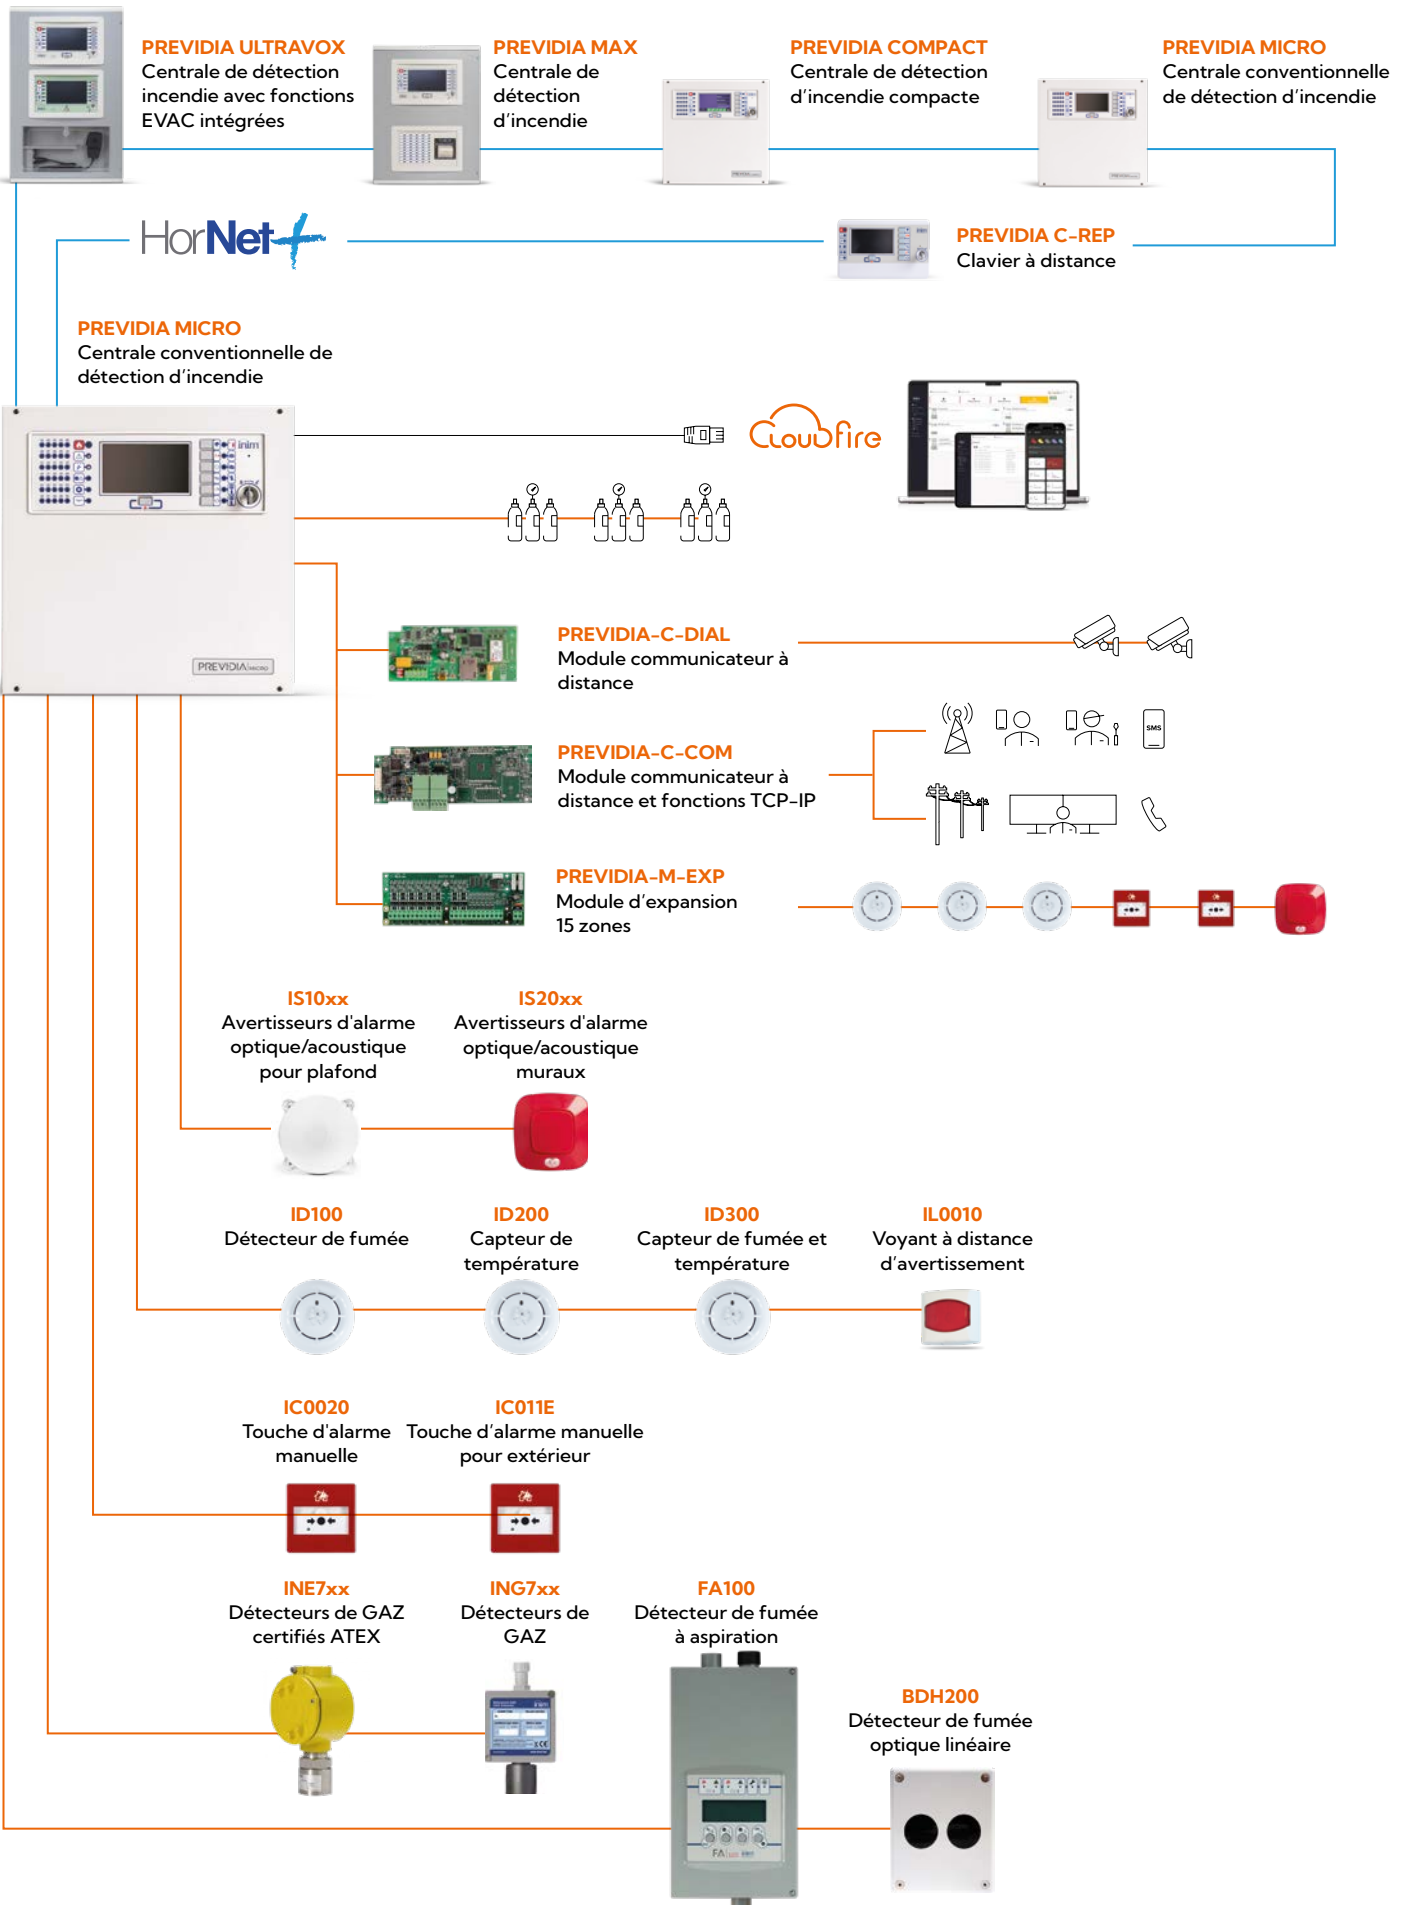 PREVIDIA ULTRAVOX
Centrale de détection
incendie avec fonctions
EVAC intégrées
PREVIDIA MAX
Centrale de
détection
d'incendie
PREVIDIA COMPACT
Centrale de détection
d'incendie compacte
PREVIDIA MICRO
Centrale conventionnelle
de détection d'incendie
HorNet+
PREVIDIA C-REP
Clavier à distance
PREVIDIA MICRO
Centrale conventionnelle de
détection d'incendie
inim
PREVIDIA MICRO
Cloudfire
PREVIDIA-C-DIAL
Module communicateur à
distance
PREVIDIA-C-COM
Module communicateur à
distance et fonctions TCP-IP
SMS
PREVIDIA-M-EXP
Module d'expansion
15 zones
IS10xx
Avertisseurs d'alarme
optique/acoustique
pour plafond
IS20xx
Avertisseurs d'alarme
optique/acoustique
muraux
ID100
Détecteur de fumée
ID200
Capteur de
température
ID300
Capteur de fumée et
température
IL0010
Voyant à distance
d'avertissement
IC0020
Touche d'alarme
manuelle
IC011E
Touche d'alarme manuelle
pour extérieur
INE7xx
Détecteurs de GAZ
certifiés ATEX
ING7xx
Détecteurs de
GAZ
FA100
Détecteur de fumée
à aspiration
inim
FA
BDH200
Détecteur de fumée
optique linéaire